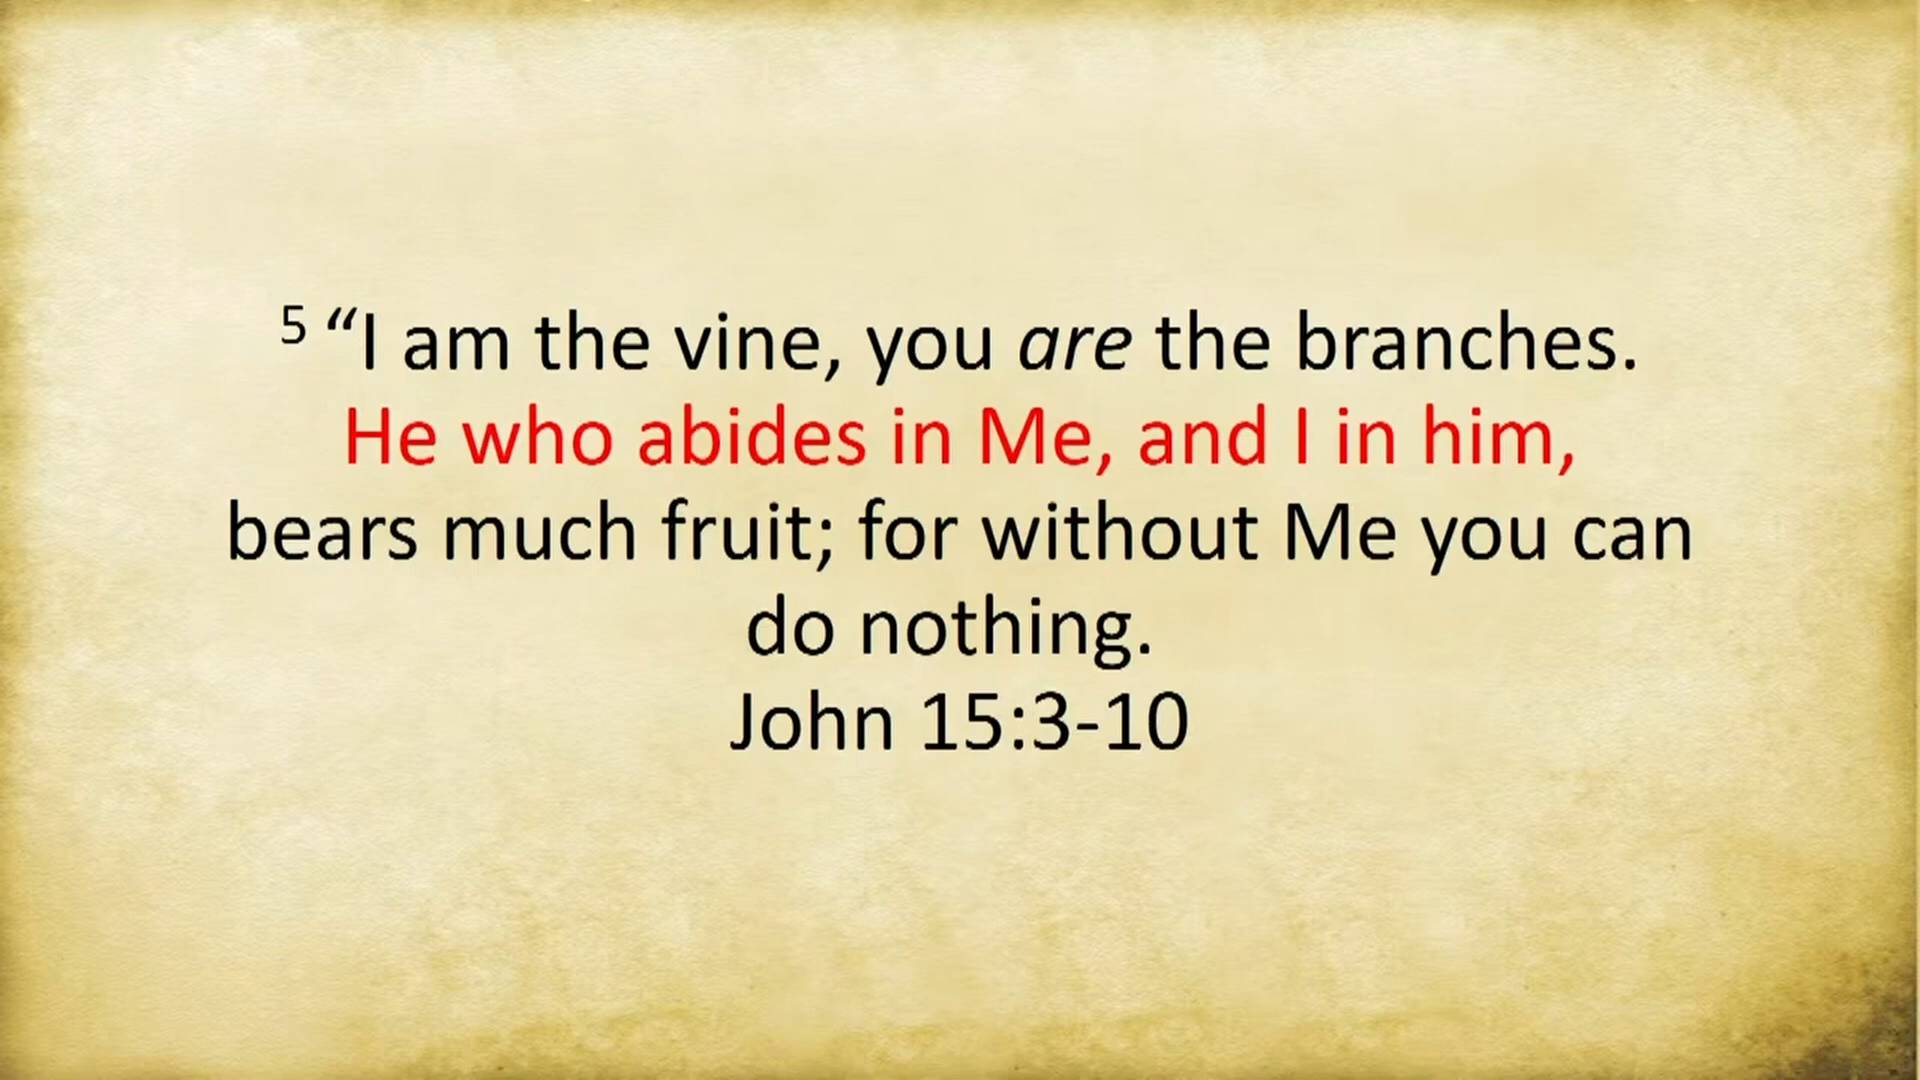 5 “I am the vine, you are the branches.
He who abides in Me, and I in him,
bears much fruit; for without Me you can
do nothing.
John 15:3-10